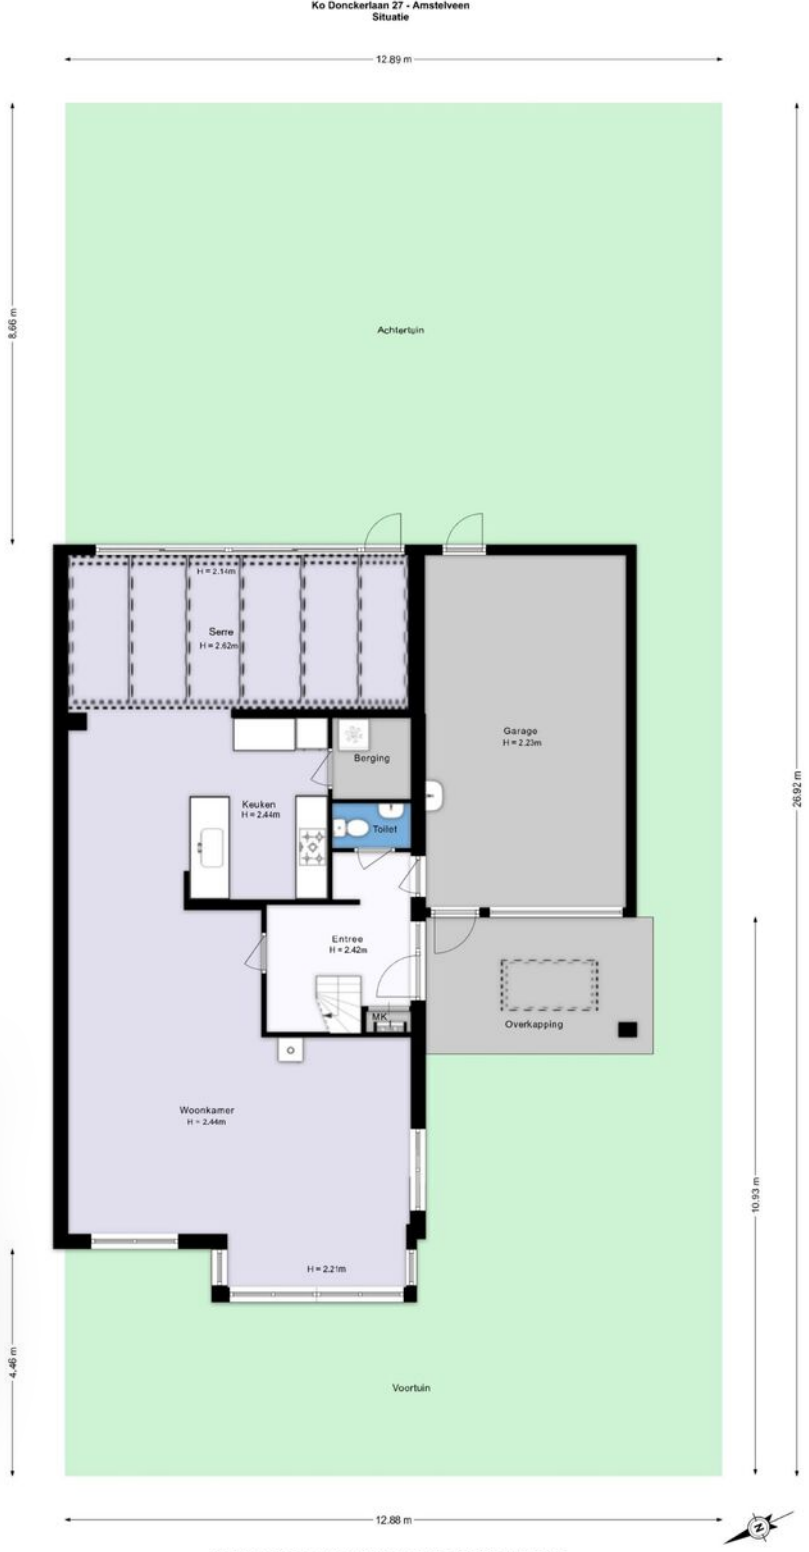 Ko Donckerlaan 27 - Amstelveen
Situatie
12.89 m
8.66 m
Achtertuin
H = 2.14m
Serre
H = 2.62m
Garage
H = 2.23m
Berging
Keuken
H = 2.44m
Toilet
26.92 m
Entree
H = 2.42m
MK
Overkapping
Woonkamer
H = 2.44m
10.93 m
H = 2.21m
4.46 m
Voortuin
12.88 m
N